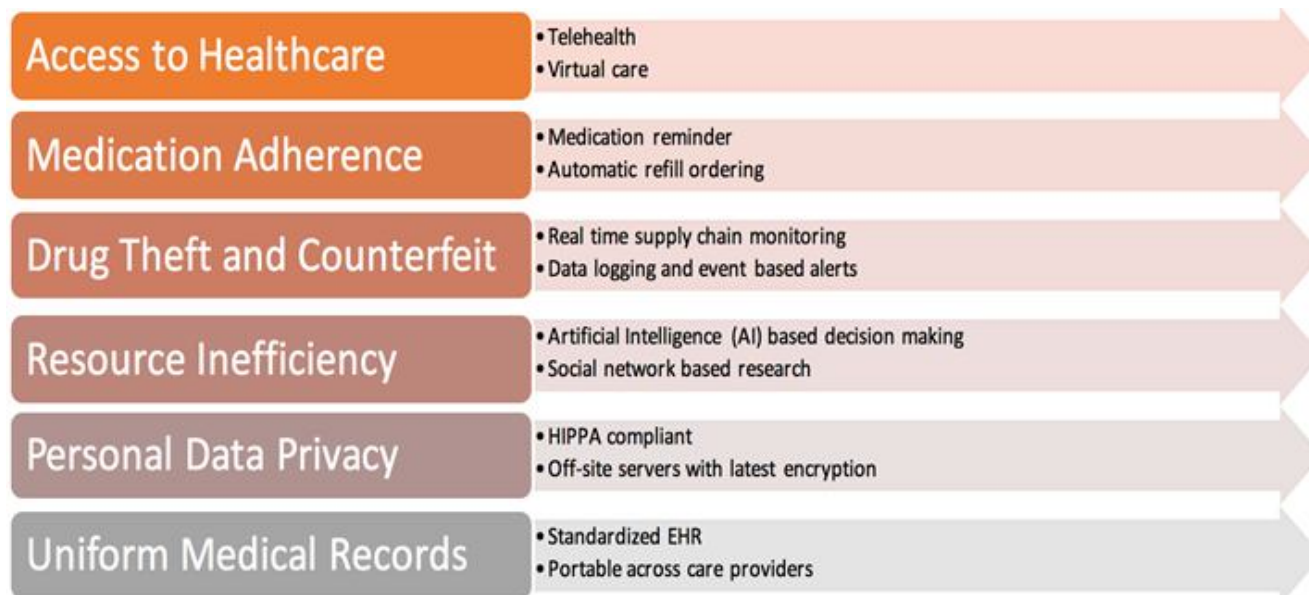 Access to Healthcare
• Telehealth
• Virtual care
Medication Adherence
• Medication reminder
• Automatic refill ordering
Drug Theft and Counterfeit
• Real time supply chain monitoring
• Data logging and event based alerts
Resource Inefficiency
• Artificial Intelligence (AI) based decision making
• Social network based research
Personal Data Privacy
• HIPPA compliant
• Off-site servers with latest encryption
Uniform Medical Records
• Standardized EHR
• Portable across care providers